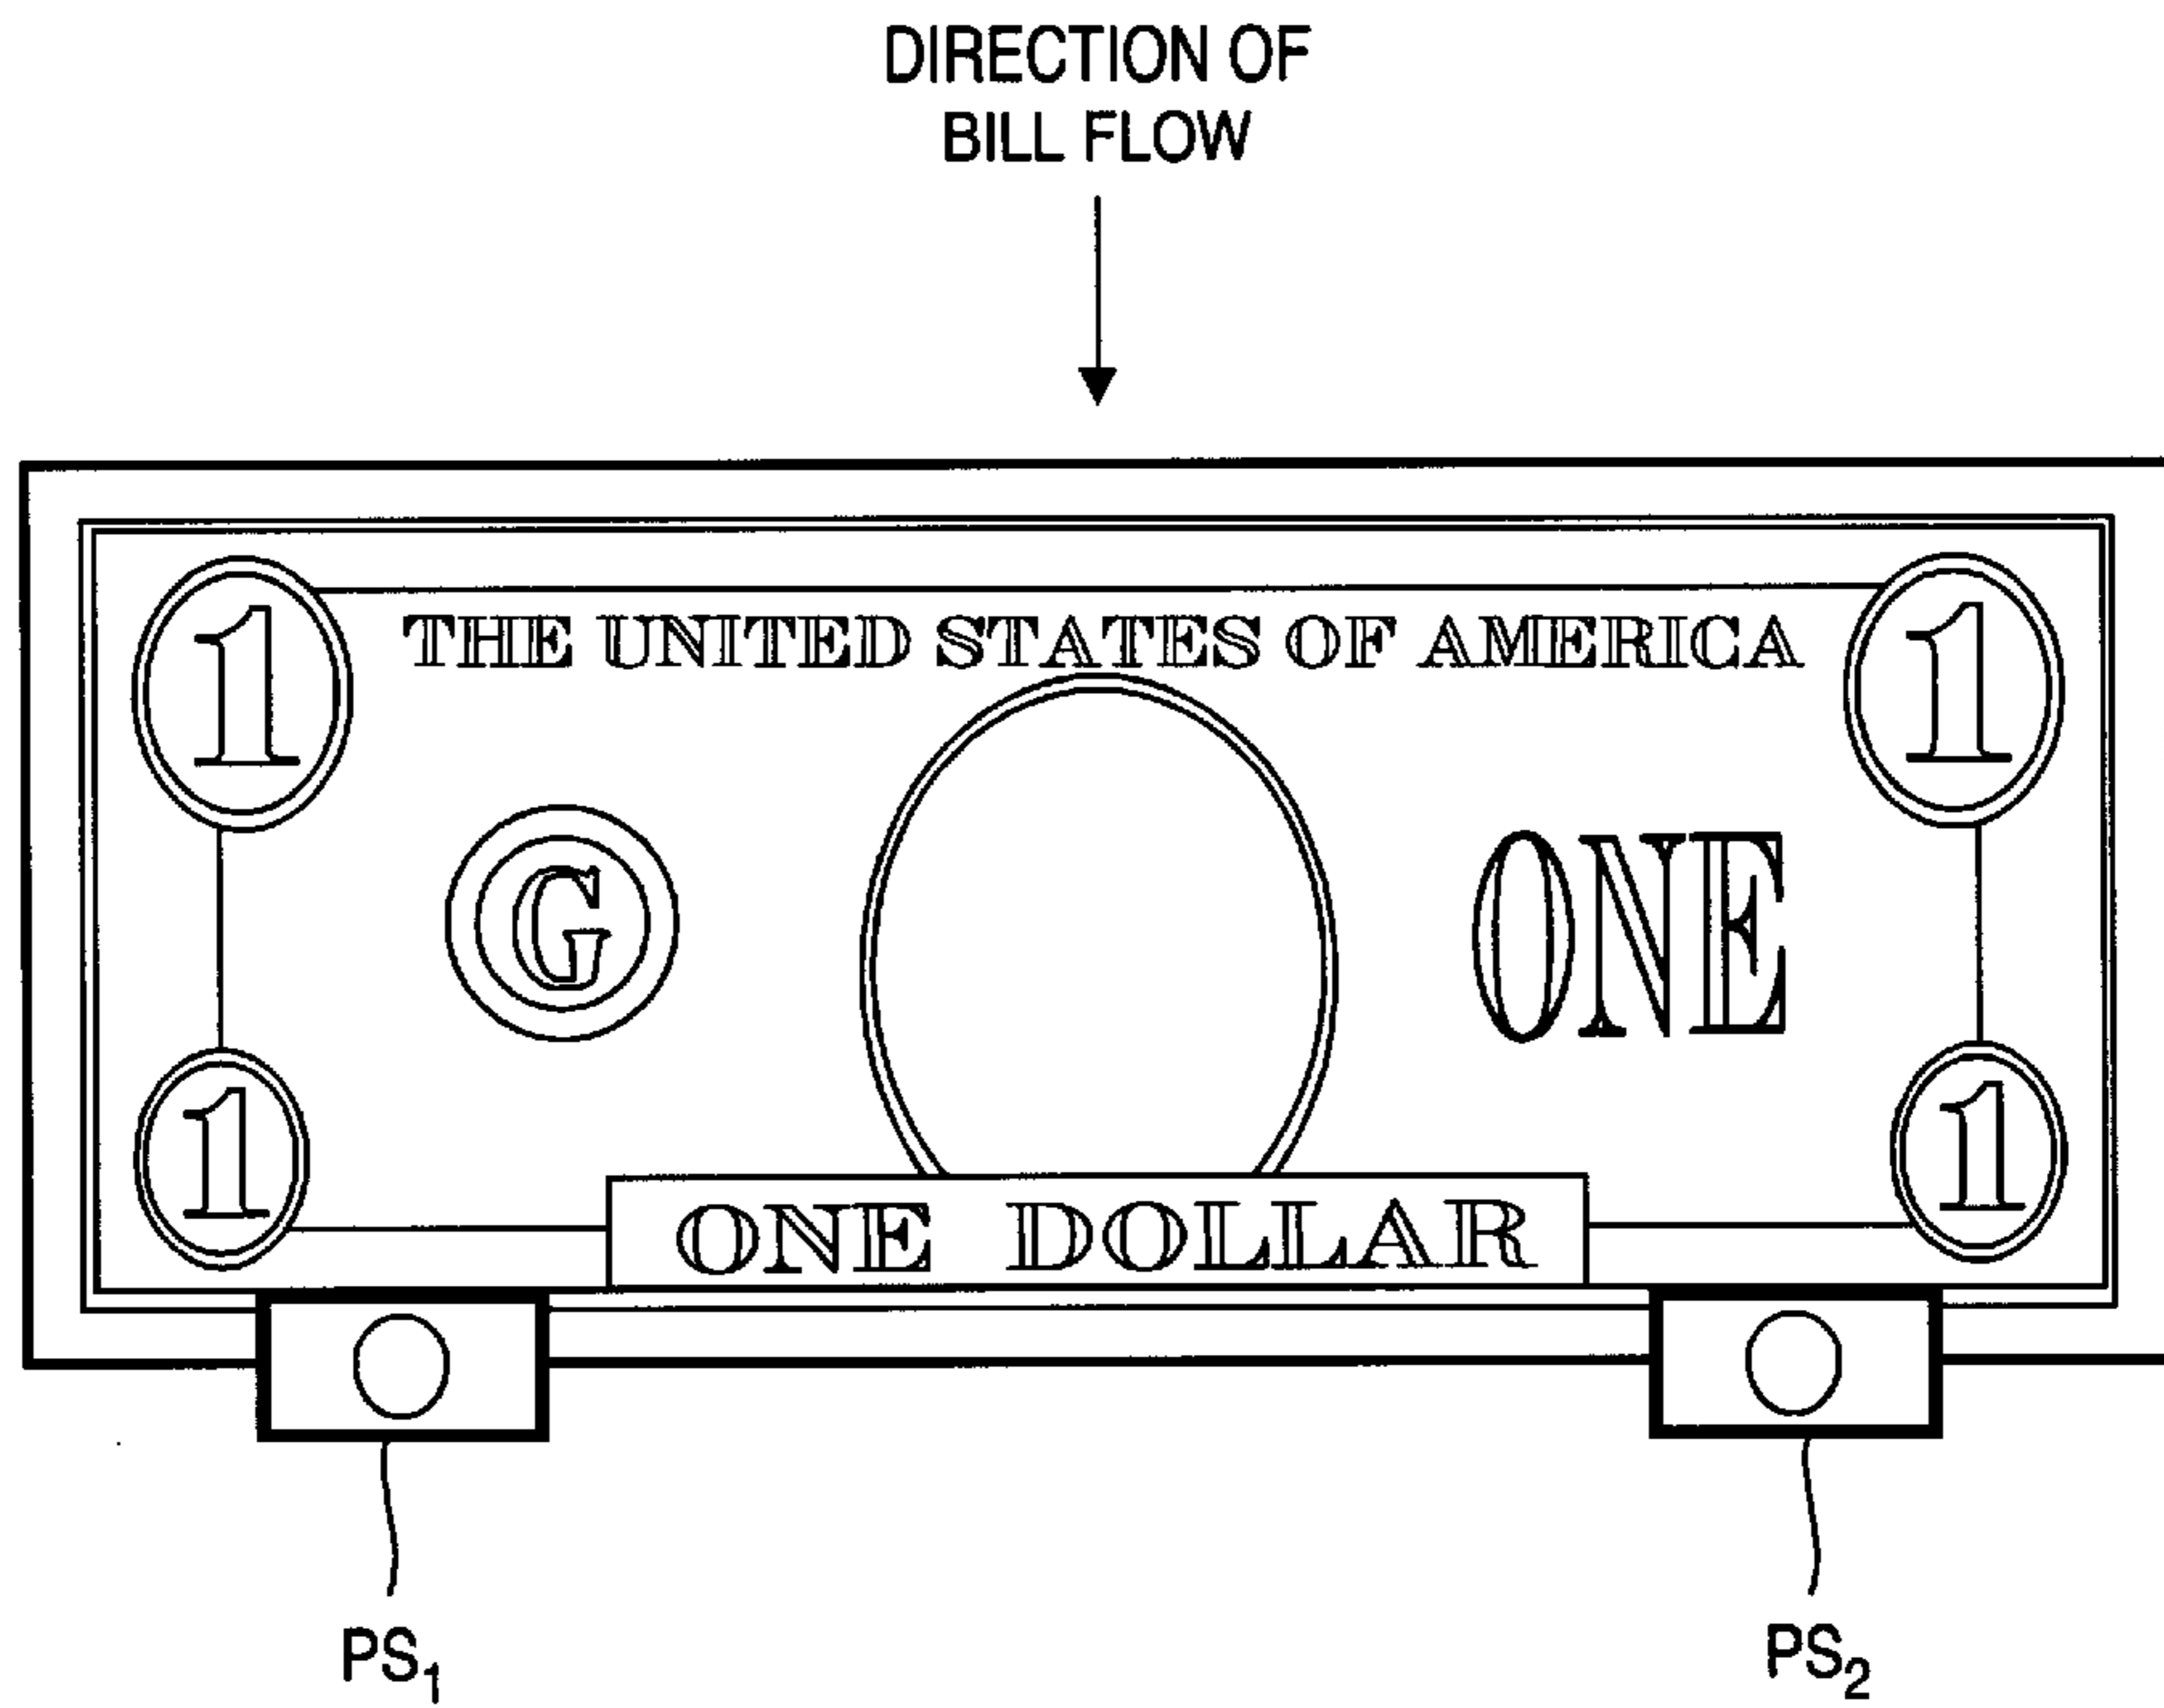 DIRECTION OF
BILL FLOW
1 1
THE UNITED STATES OF AMERICA
G ONE
1 1
ONE DOLLAR
PS₁ PS₂